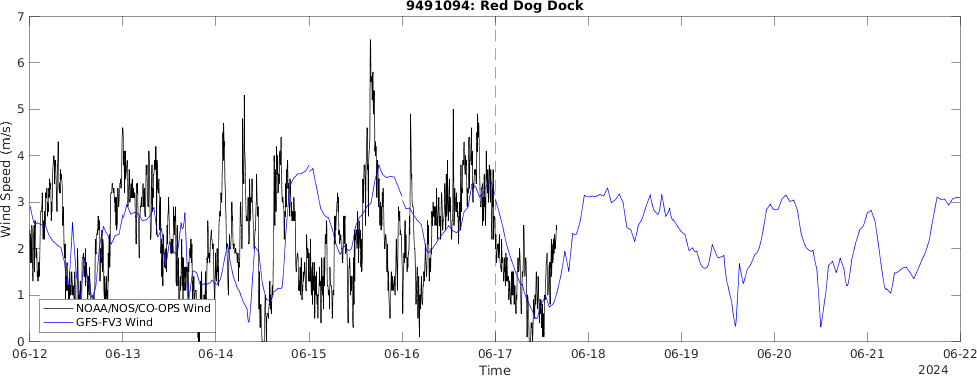 9491094: Red Dog Dock
Wind Speed (m/s)
7
6
5
4
3
2
1
0
NOAA/NOS/CO-OPS Wind
GFS-FV3 Wind
06-12 06-13 06-14 06-15 06-16 06-17 06-18 06-19 06-20 06-21 06-22
Time
2024